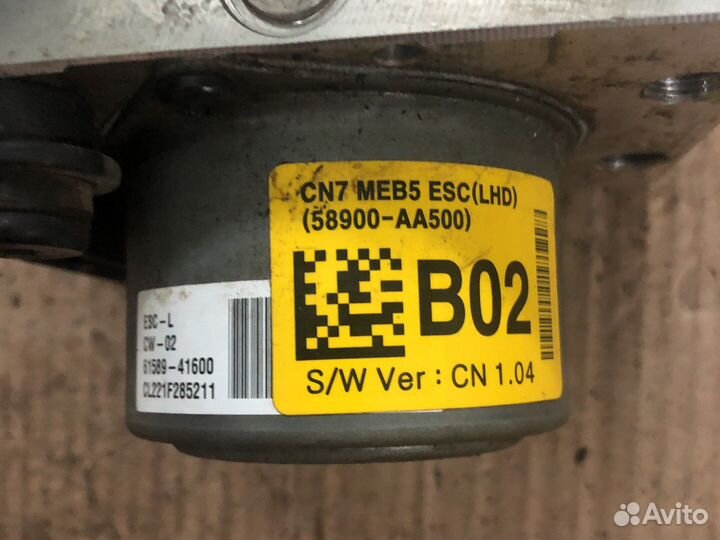 CN7 MEB5 ESC(LHD)
(58900-AA500)
B02
S/W Ver : CN 1.04
ESC-L
CW-02
61589-41600
CL221F285211
Avito